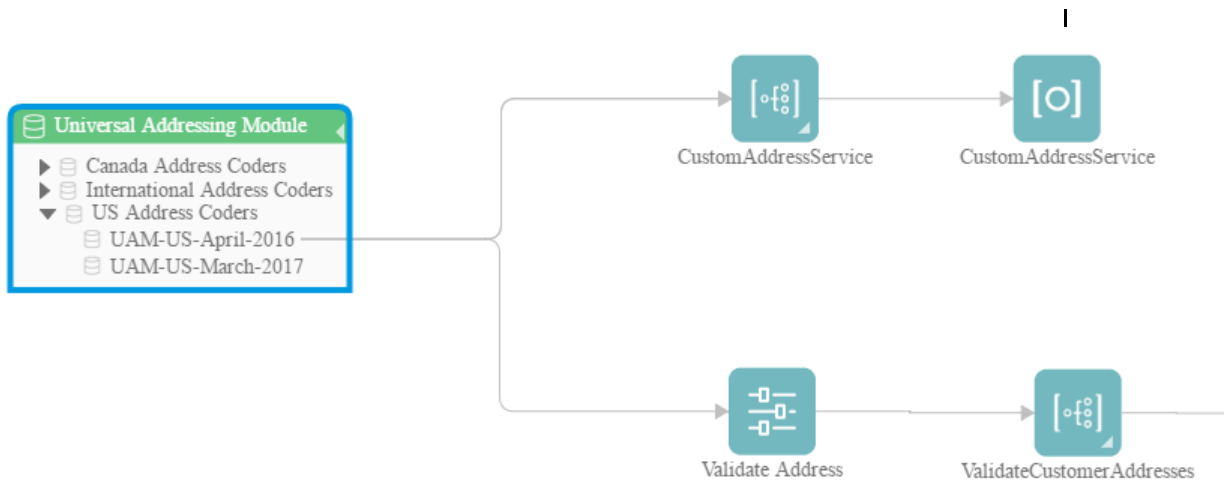 Universal Addressing Module
Canada Address Coders
International Address Coders
US Address Coders
UAM-US-April-2016
UAM-US-March-2017
CustomAddressService
CustomAddressService
Validate Address
ValidateCustomerAddresses